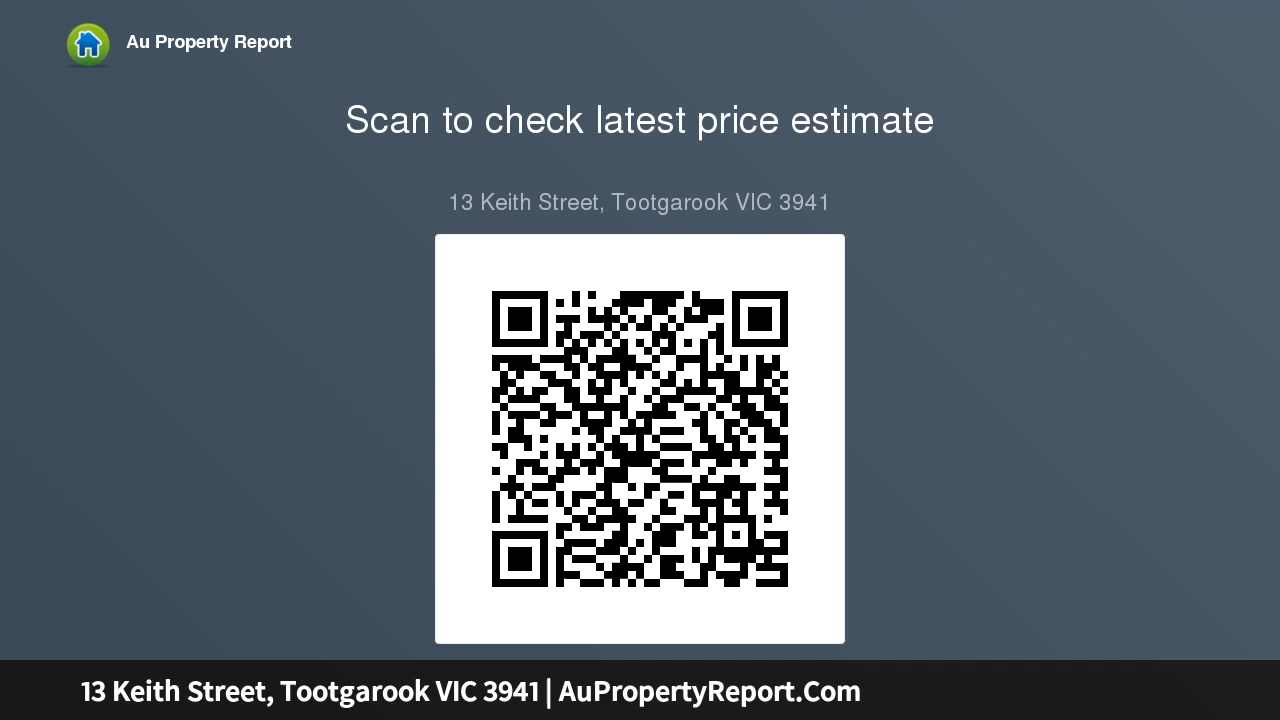 Au Property Report
Scan to check latest price estimate
13 Keith Street, Tootgarook VIC 3941
13 Keith Street, Tootgarook VIC 3941 | AuPropertyReport.Com